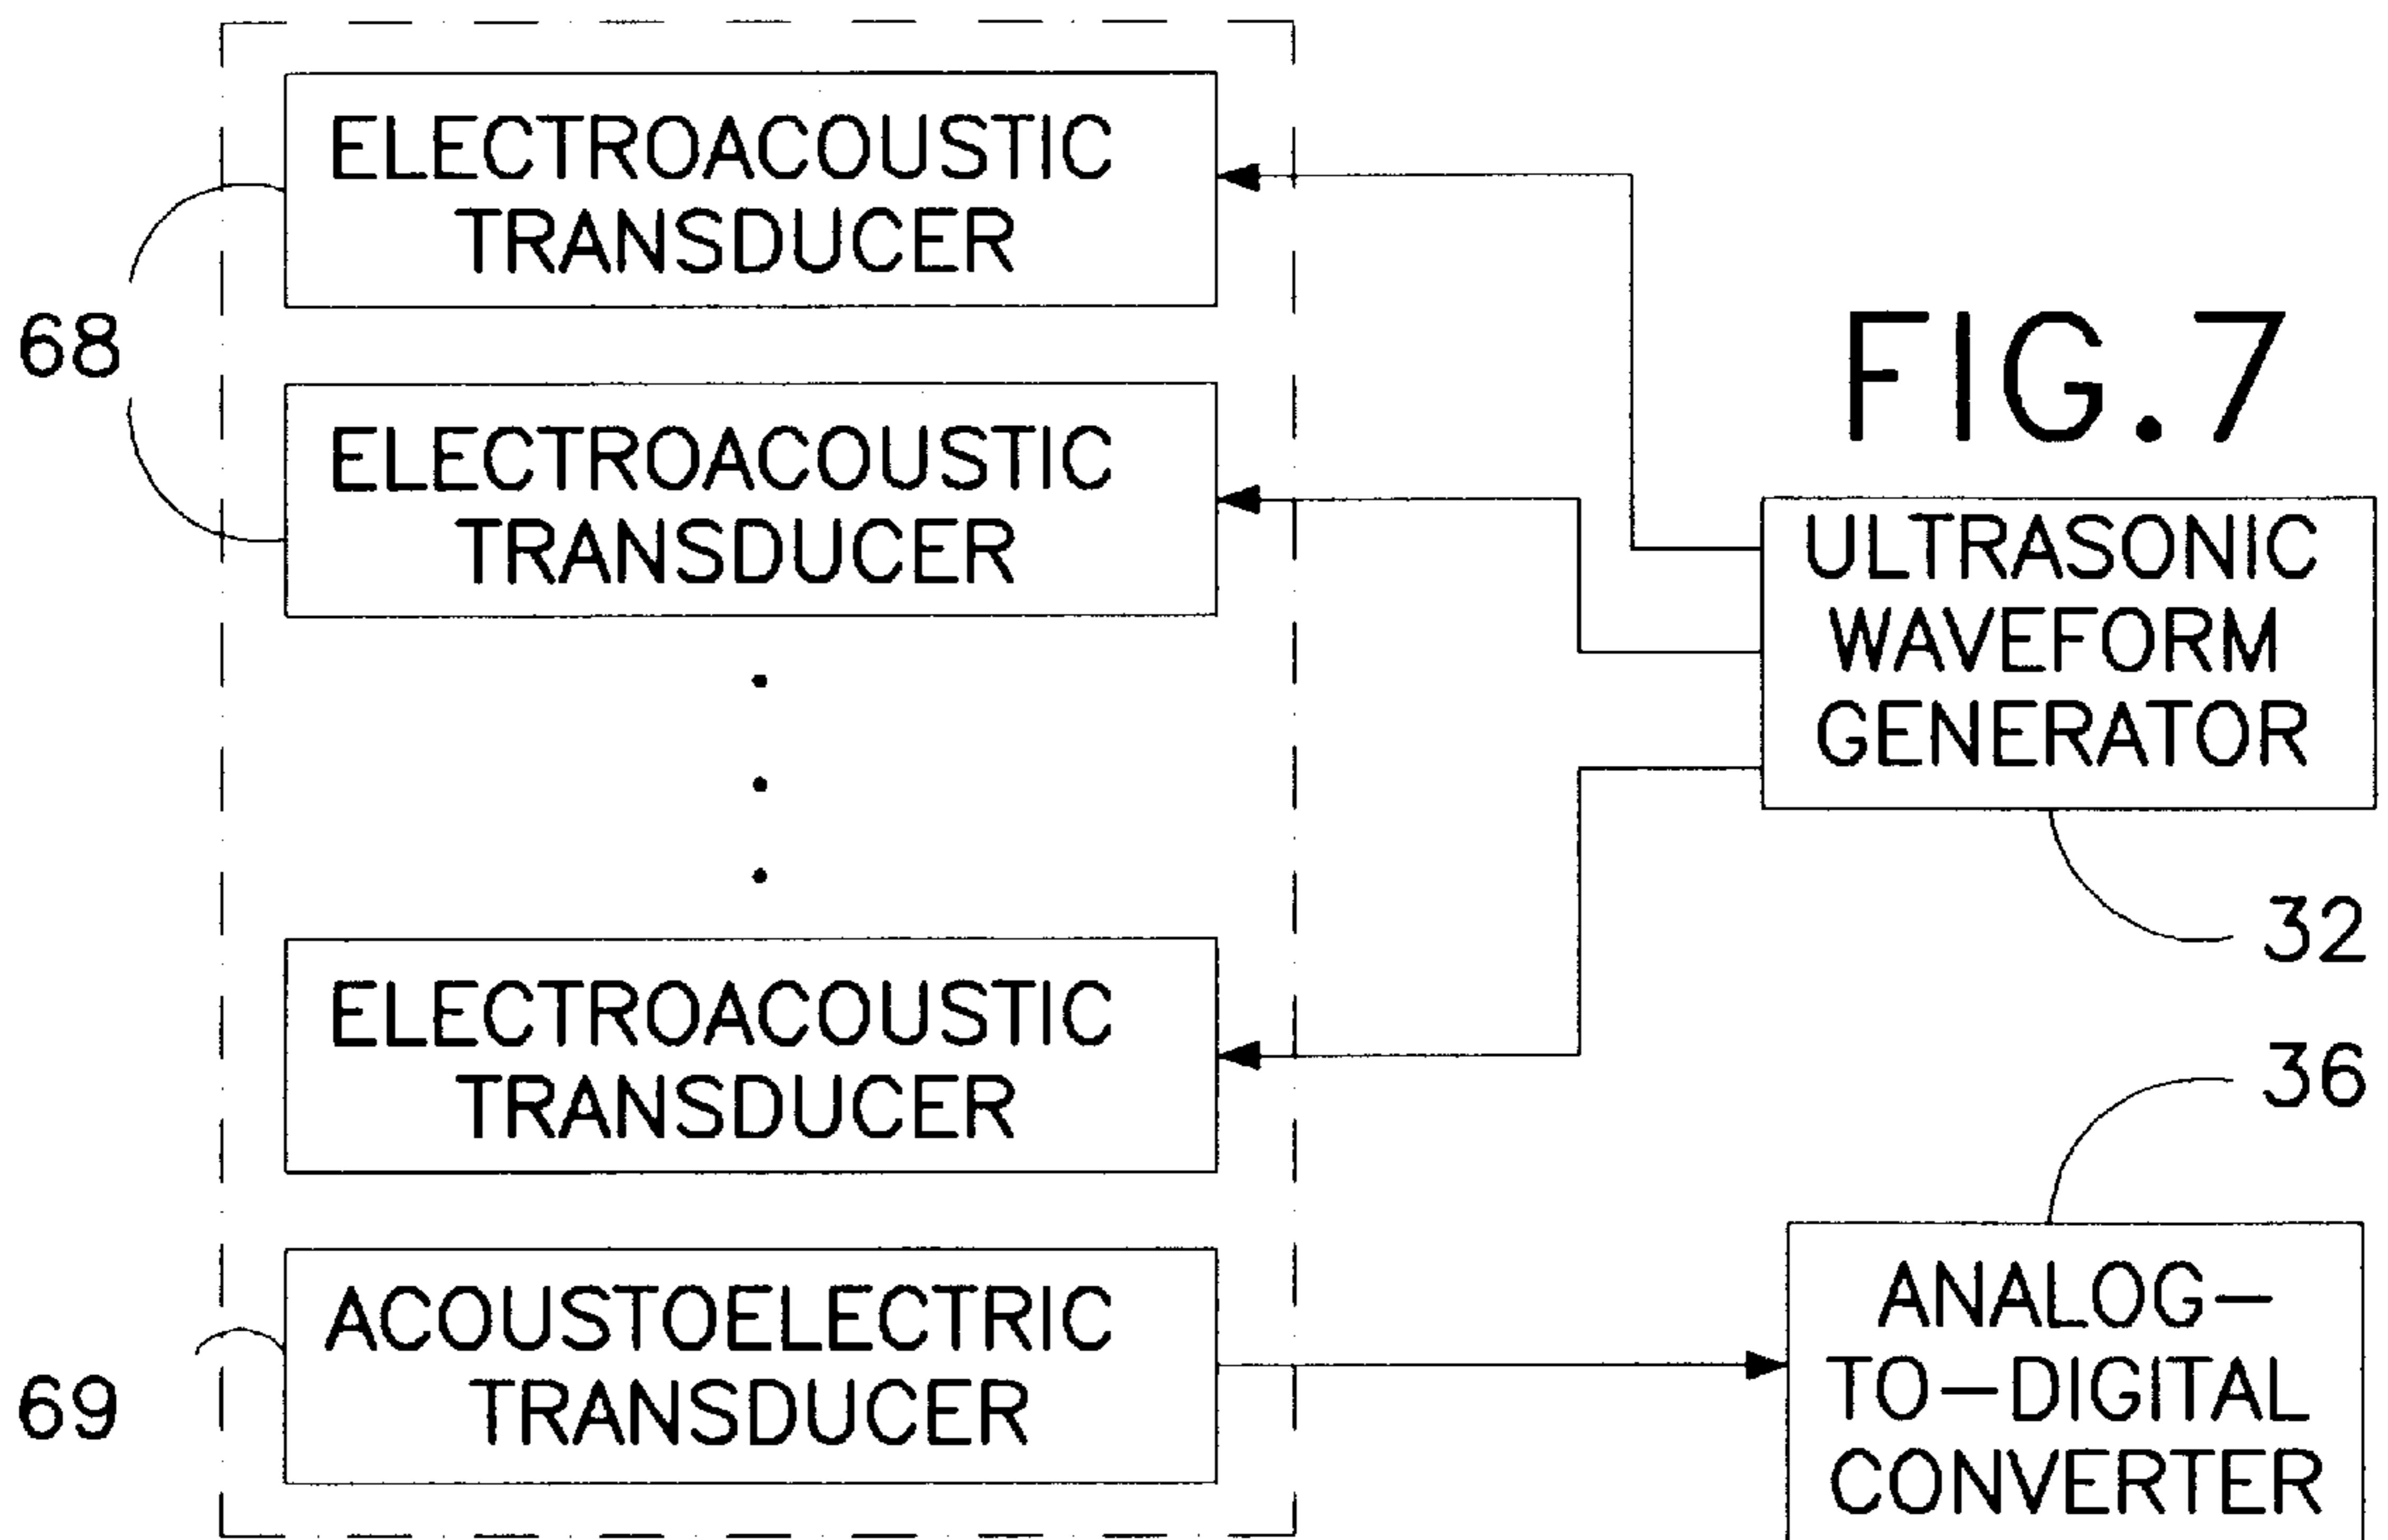 ELECTROACOUSTIC
TRANSDUCER
68
FIG.7
ELECTROACOUSTIC
TRANSDUCER
ULTRASONIC
WAVEFORM
GENERATOR
32
ELECTROACOUSTIC
TRANSDUCER
36
ACOUSTOELECTRIC
TRANSDUCER
69
ANALOG-
TO-DIGITAL
CONVERTER